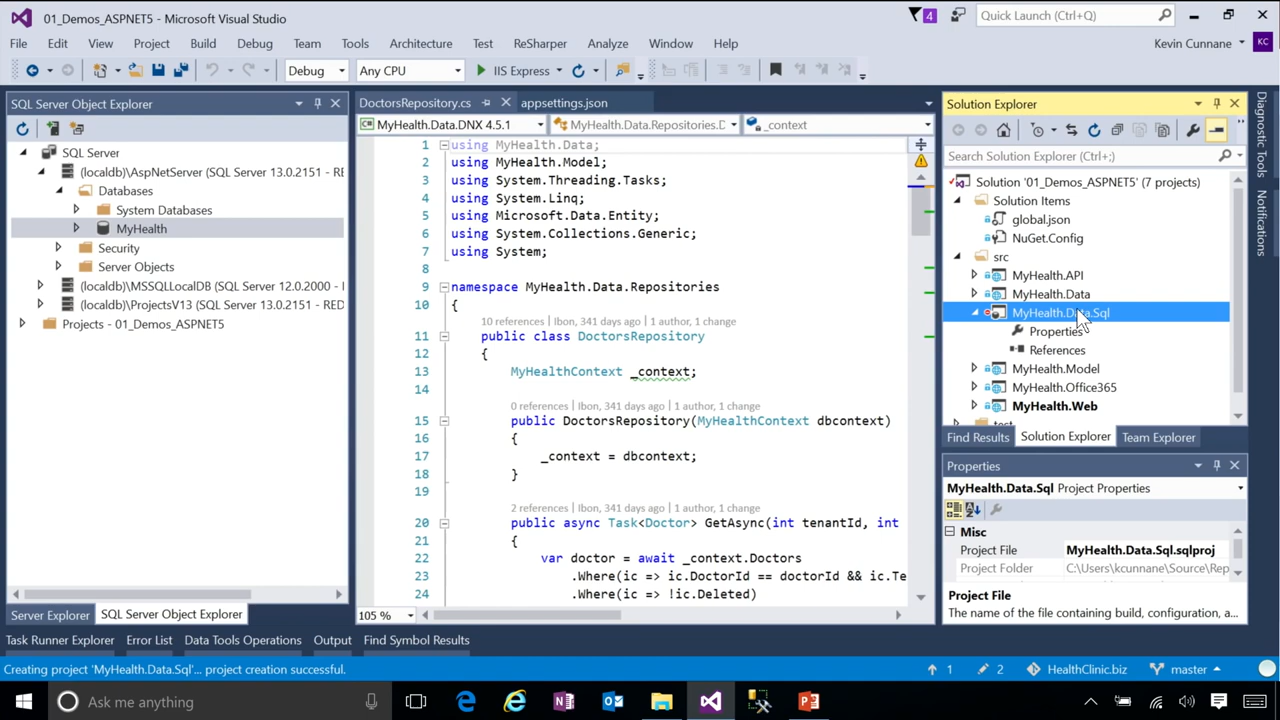 01_Demos_ASPNET5 - Microsoft Visual Studio
4
Quick Launch (Ctrl+Q)
File Edit View Project Build Debug Team Tools Architecture Test ReSharper Analyze Window Help
Kevin Cunnane
KC
Debug
Any CPU
IIS Express
SQL Server Object Explorer
SQL Server
(localdb)\AspNetServer (SQL Server 13.0.2151 - RE
Databases
System Databases
MyHealth
Security
Server Objects
(localdb)\MSSQLLocalDB (SQL Server 12.0.2000 - RE
(localdb)\ProjectsV13 (SQL Server 13.0.2151 - RED
Projects - 01_Demos_ASPNET5
Server Explorer SQL Server Object Explorer
DoctorsRepository.cs
appsettings.json
MyHealth.Data.DNX 4.5.1
MyHealth.Data.Repositories.D
_context
1 using MyHealth.Data;
2 using MyHealth.Model;
3 using System.Threading.Tasks;
4 using System.Linq;
5 using Microsoft.Data.Entity;
6 using System.Collections.Generic;
7 using System;
8
9 namespace MyHealth.Data.Repositories
10 {
10 references | Ibon, 341 days ago | 1 author, 1 change
11 public class DoctorsRepository
12 {
13 MyHealthContext _context;
14
0 references | Ibon, 341 days ago | 1 author, 1 change
15 public DoctorsRepository(MyHealthContext dbcontext)
16 {
17 _context = dbcontext;
18 }
19
2 references | Ibon, 341 days ago | 1 author, 1 change
20 public async Task<Doctor> GetAsync(int tenantId, int
21 {
22 var doctor = await _context.Doctors
23 .Where(ic => ic.DoctorId == doctorId && ic.Te
24 .Where(ic => !ic.Deleted)
105 %
Solution Explorer
Search Solution Explorer (Ctrl+;)
Solution '01_Demos_ASPNET5' (7 projects)
Solution Items
global.json
NuGet.Config
src
MyHealth.API
MyHealth.Data
MyHealth.Data.Sql
Properties
References
MyHealth.Model
MyHealth.Office365
MyHealth.Web
test
Find Results Solution Explorer Team Explorer
Properties
MyHealth.Data.Sql Project Properties
Misc
Project File MyHealth.Data.Sql.sqlproj
Project Folder C:\Users\kcunnane\Source\Rep
Project File
The name of the file containing build, configuration, a...
Diagnostic Tools
Notifications
Task Runner Explorer Error List Data Tools Operations Output Find Symbol Results
Creating project 'MyHealth.Data.Sql'... project creation successful.
1
2
HealthClinic.biz
master
Ask me anything